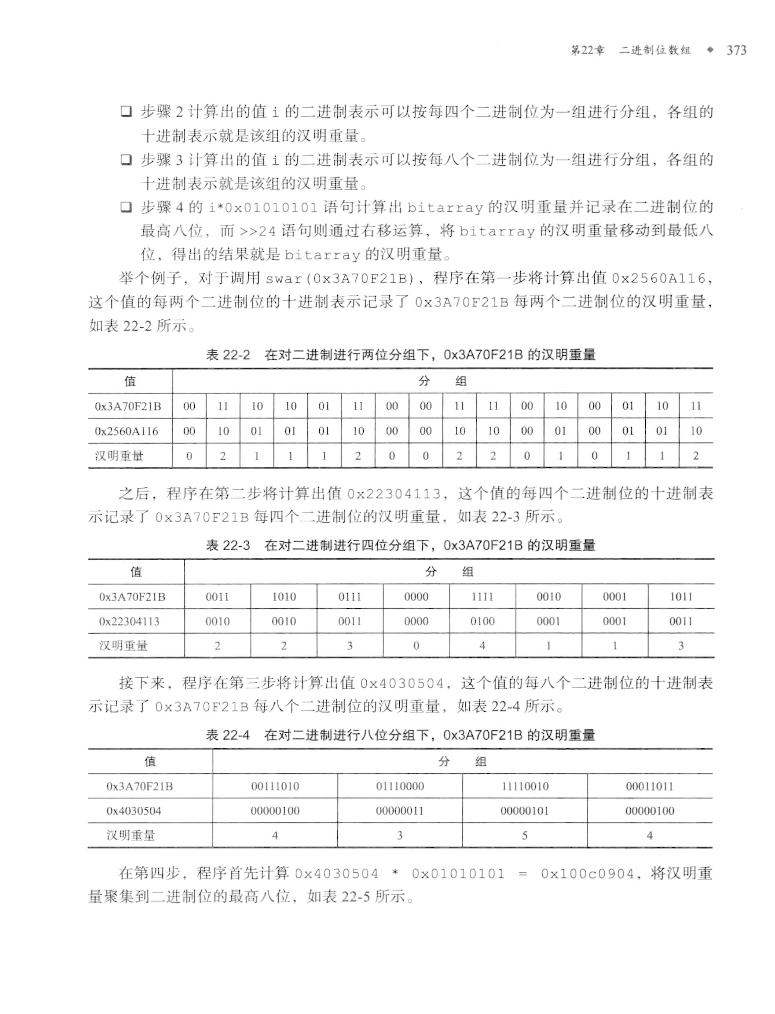 第22章 二进制位数组 ◆ 373
❑ 步骤 2 计算出的值 i 的二进制表示可以按每四个二进制位为一组进行分组，各组的
十进制表示就是该组的汉明重量。
❑ 步骤 3 计算出的值 i 的二进制表示可以按每八个二进制位为一组进行分组，各组的
十进制表示就是该组的汉明重量。
❑ 步骤 4 的 i*0x01010101 语句计算出 bitarray 的汉明重量并记录在二进制位的
最高八位，而 >>24 语句则通过右移运算，将 bitarray 的汉明重量移动到最低八
位，得出的结果就是 bitarray 的汉明重量。
举个例子，对于调用 swar(0x3A70F21B)，程序在第一步将计算出值 0x2560A116，
这个值的每两个二进制位的十进制表示记录了 0x3A70F21B 每两个二进制位的汉明重量，
如表 22-2 所示。
表 22-2 在对二进制进行两位分组下，0x3A70F21B 的汉明重量
值 分 组
0x3A70F21B 00 11 10 10 01 11 00 00 11 11 00 10 00 01 10 11
0x2560A116 00 10 01 01 01 10 00 00 10 10 00 01 00 01 01 10
汉明重量 0 2 1 1 1 2 0 0 2 2 0 1 0 1 1 2
之后，程序在第二步将计算出值 0x22304113，这个值的每四个二进制位的十进制表
示记录了 0x3A70F21B 每四个二进制位的汉明重量，如表 22-3 所示。
表 22-3 在对二进制进行四位分组下，0x3A70F21B 的汉明重量
值 分 组
0x3A70F21B 0011 1010 0111 0000 1111 0010 0001 1011
0x22304113 0010 0010 0011 0000 0100 0001 0001 0011
汉明重量 2 2 3 0 4 1 1 3
接下来，程序在第三步将计算出值 0x4030504，这个值的每八个二进制位的十进制表
示记录了 0x3A70F21B 每八个二进制位的汉明重量，如表 22-4 所示。
表 22-4 在对二进制进行八位分组下，0x3A70F21B 的汉明重量
值 分 组
0x3A70F21B 00111010 01110000 11110010 00011011
0x4030504 00000100 00000011 00000101 00000100
汉明重量 4 3 5 4
在第四步，程序首先计算 0x4030504 * 0x01010101 = 0x100c0904，将汉明重
量聚集到二进制位的最高八位，如表 22-5 所示。